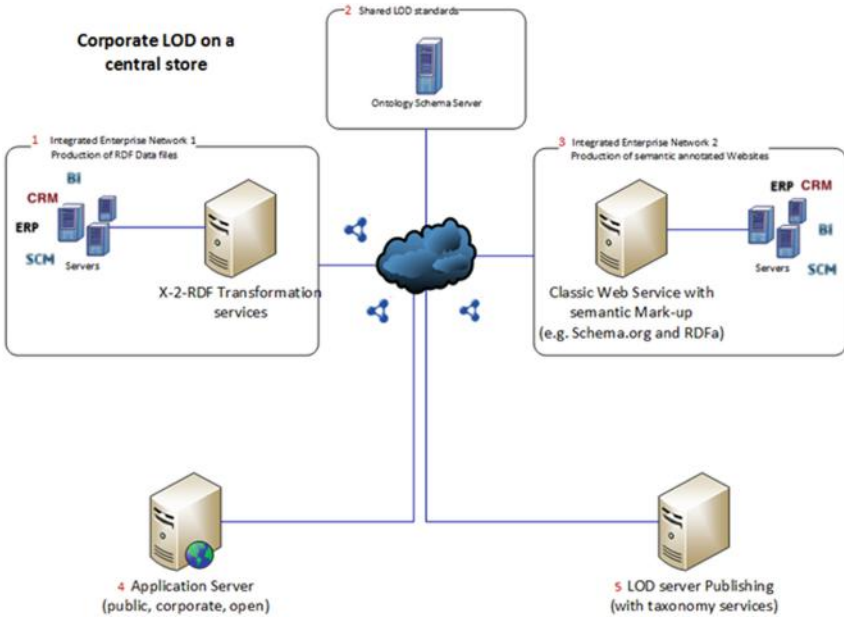 Corporate LOD on a
central store
2 Shared LOD standards
Ontology Schema Server
1 Integrated Enterprise Network 1
Production of RDF Data files
BI
CRM
ERP
SCM
Servers
X-2-RDF Transformation
services
3 Integrated Enterprise Network 2
Production of semantic annotated Websites
ERP CRM
BI
SCM
Servers
Classic Web Service with
semantic Mark-up
(e.g. Schema.org and RDFa)
4 Application Server
(public, corporate, open)
5 LOD server Publishing
(with taxonomy services)